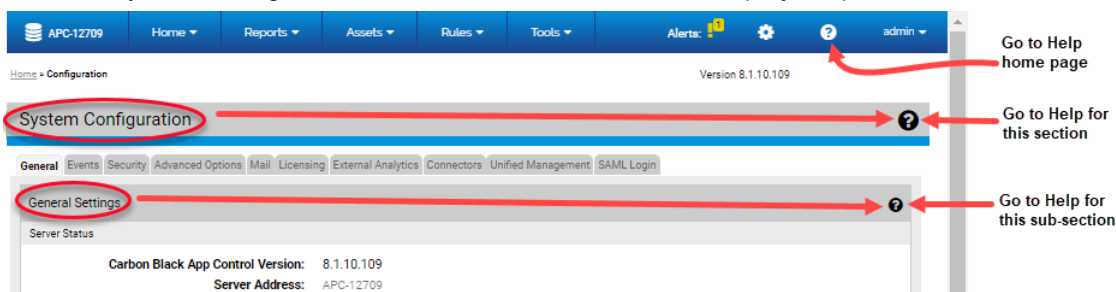 APC-12709 Home Reports Assets Rules Tools Alerts: 1 ? admin
Go to Help
home page
Home » Configuration Version 8.1.10.109
System Configuration ?
Go to Help for
this section
General Events Security Advanced Options Mail Licensing External Analytics Connectors Unified Management SAML Login
General Settings ?
Go to Help for
this sub-section
Server Status
Carbon Black App Control Version: 8.1.10.109
Server Address: APC-12709